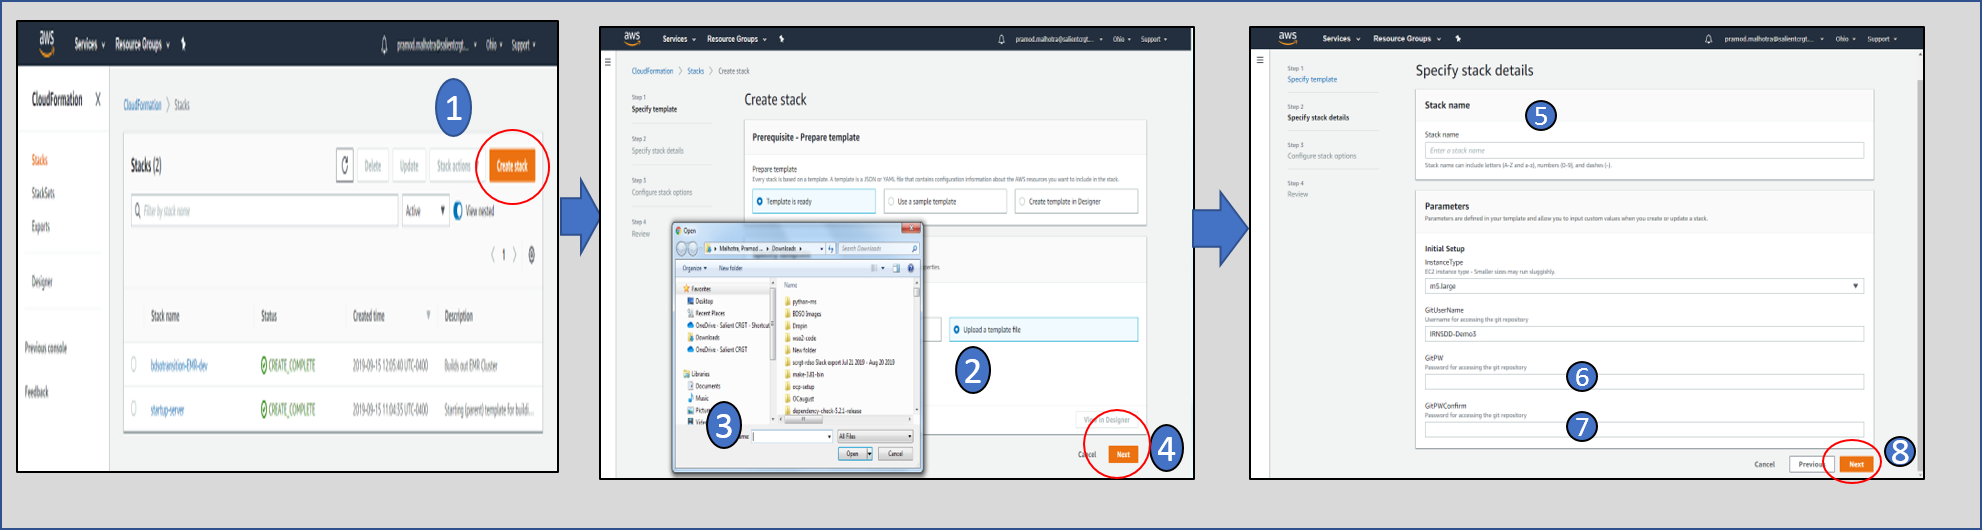 aws
Services
Resource Groups
pramod.malhotra@salientcrgt...
Ohio
Support
CloudFormation X
CloudFormation > Stacks
1
Stacks
StackSets
Exports
Designer
Previous console
Feedback
Stacks (2)
Delete
Update
Stack actions
Create stack
Filter by stack name
Active
View nested
< 1 >
Stack name Status Created time Description
bdsotransition-EMR-dev CREATE_COMPLETE 2019-09-15 12:05:40 UTC-0400 Builds out EMR Cluster
startup-server CREATE_COMPLETE 2019-09-15 11:04:35 UTC-0400 Starting (parent) template for buildi...
aws
Services
Resource Groups
pramod.malhotra@salientcrgt...
Ohio
Support
CloudFormation > Stacks > Create stack
Step 1
Specify template
Step 2
Specify stack details
Step 3
Configure stack options
Step 4
Review
Create stack
Prerequisite - Prepare template
Prepare template
Every stack is based on a template. A template is a JSON or YAML file that contains configuration information about the AWS resources you want to include in the stack.
Template is ready
Use a sample template
Create template in Designer
Open
Malhotra, Pramod ... ▸ Downloads ▸
Search Downloads
Organize
New folder
Favorites
Desktop
Recent Places
OneDrive - Salient CRGT - Shortcut
Downloads
OneDrive - Salient CRGT
Libraries
Documents
Music
Name
python-ms
BDSO Images
Dropin
New folder
scrgt-rdso Slack export Jul 21 2019 - Aug 20 2019
make-3.81-bin
ocp-setup
OCaugust
dependency-check-5.2.1-release
3
All Files
Open
Cancel
Upload a template file
2
View in Designer
Cancel
Next
4
aws
Services
Resource Groups
pramod.malhotra@salientcrgt...
Ohio
Support
Step 1
Specify template
Step 2
Specify stack details
Step 3
Configure stack options
Step 4
Review
Specify stack details
Stack name
5
Stack name
Enter a stack name
Stack name can include letters (A-Z and a-z), numbers (0-9), and dashes (-).
Parameters
Parameters are defined in your template and allow you to input custom values when you create or update a stack.
Initial Setup
InstanceType
EC2 instance type - Smaller sizes may run sluggishly.
m5.large
GitUserName
Username for accessing the git repository
IRNSDD-Demo3
GitPW
Password for accessing the git repository
6
GitPWConfirm
Password for accessing the git repository
7
Cancel
Previous
Next
8